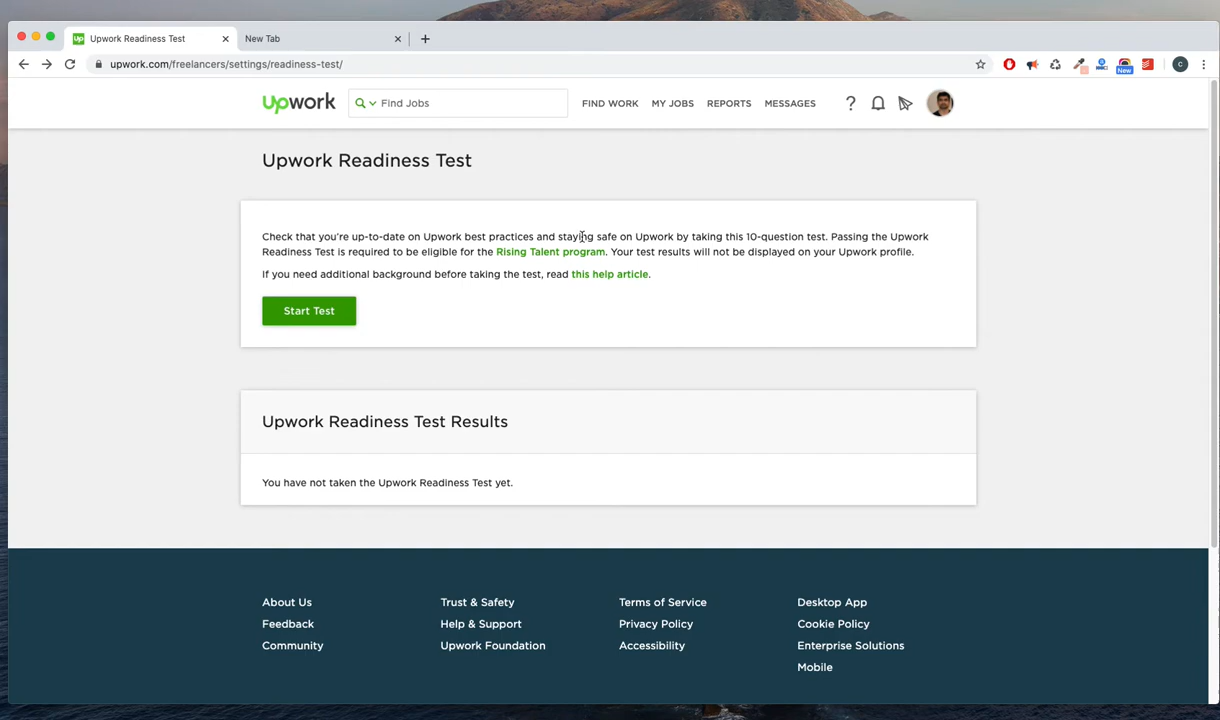 Upwork Readiness Test
New Tab
upwork.com/freelancers/settings/readiness-test/
New
C
upwork
Find Jobs
FIND WORK
MY JOBS
REPORTS
MESSAGES
?
Upwork Readiness Test
Check that you're up-to-date on Upwork best practices and staying safe on Upwork by taking this 10-question test. Passing the Upwork
Readiness Test is required to be eligible for the Rising Talent program. Your test results will not be displayed on your Upwork profile.
If you need additional background before taking the test, read this help article.
Start Test
Upwork Readiness Test Results
You have not taken the Upwork Readiness Test yet.
About Us
Trust & Safety
Terms of Service
Desktop App
Feedback
Help & Support
Privacy Policy
Cookie Policy
Community
Upwork Foundation
Accessibility
Enterprise Solutions
Mobile